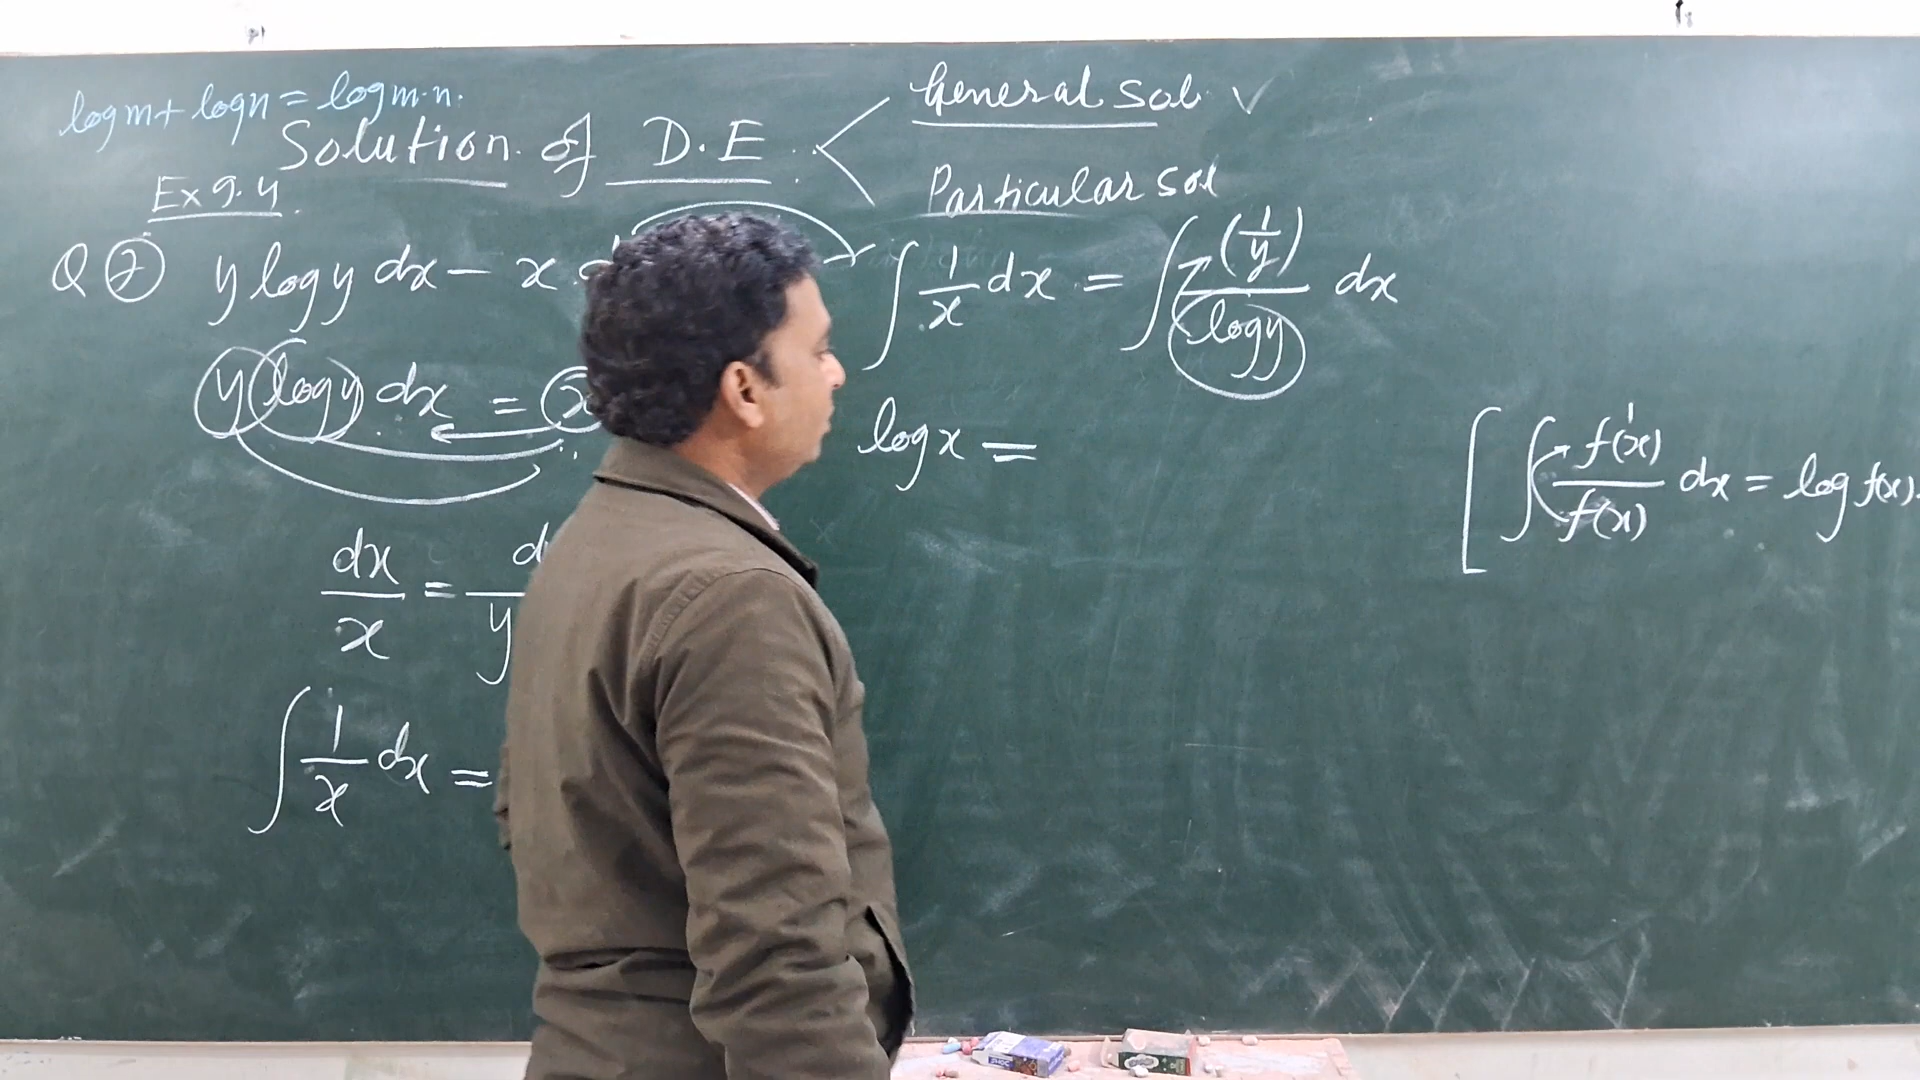 log m + log n = log m·n.
Solution of D.E.
General Sol. ✓
Particular Sol
Ex 9.4
Q ⑦ y log y dx - x
y log y dx = x
dx/x = d /y
∫ 1/x dx =
∫ 1/x dx = ∫ (1/y)/log y dx
log x =
[ ∫ f'(x)/f(x) dx = log f(x).